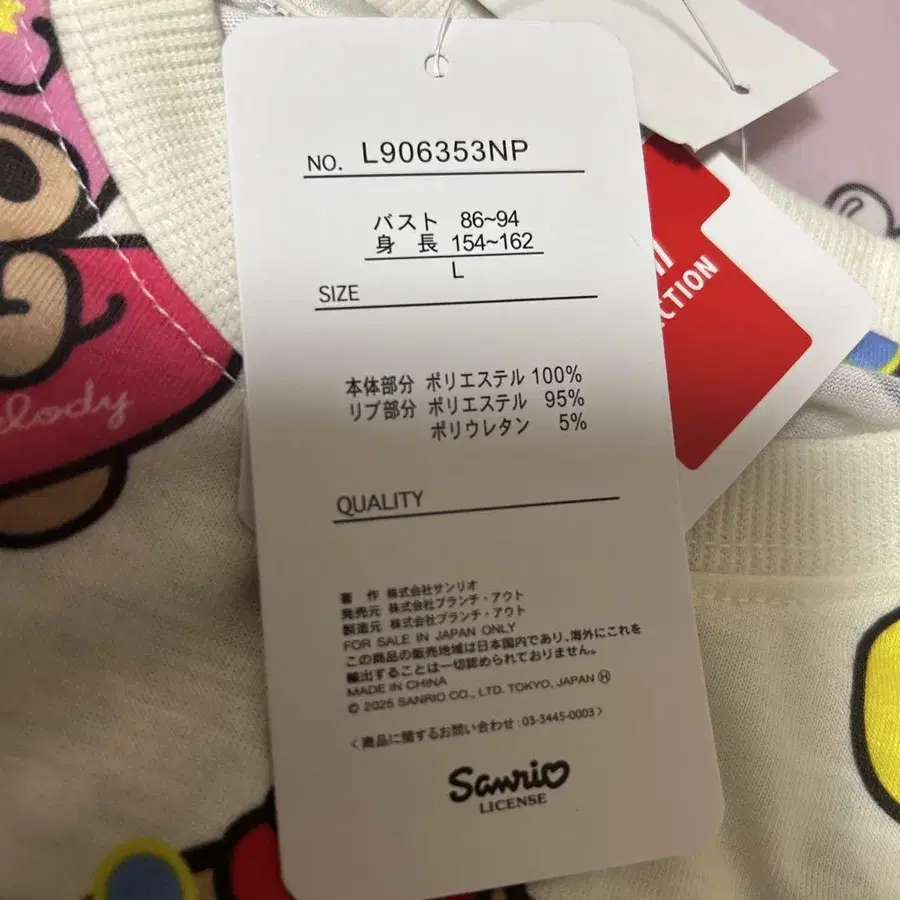 NO. L906353NP
バスト 86~94
身 長 154~162
L
SIZE
本体部分 ポリエステル 100%
リブ部分 ポリエステル 95%
ポリウレタン 5%
QUALITY
著 作 株式会社サンリオ
発売元 株式会社ブランチ・アウト
製造元 株式会社ブランチ・アウト
FOR SALE IN JAPAN ONLY
この商品の販売地域は日本国内であり、海外にこれを
輸出することは一切認められておりません。
MADE IN CHINA
© 2025 SANRIO CO., LTD. TOKYO, JAPAN Ⓗ
〈商品に関するお問い合わせ:03-3445-0003〉
Sanrio
LICENSE